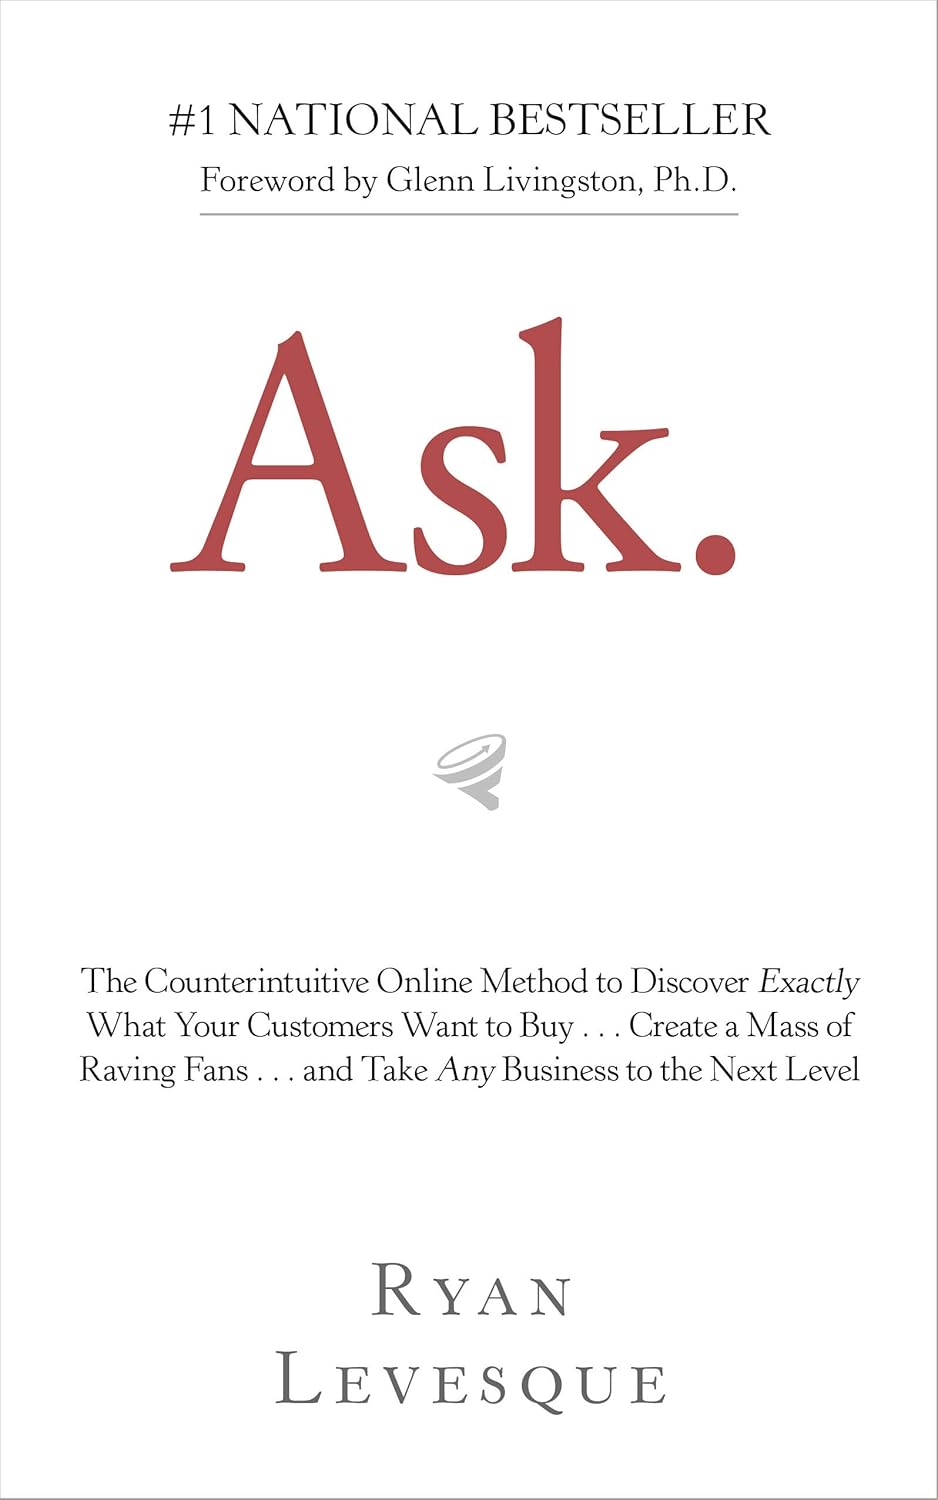 #1 NATIONAL BESTSELLER
Foreword by Glenn Livingston, Ph.D.
Ask.
The Counterintuitive Online Method to Discover Exactly
What Your Customers Want to Buy . . . Create a Mass of
Raving Fans . . . and Take Any Business to the Next Level
RYAN
LEVESQUE